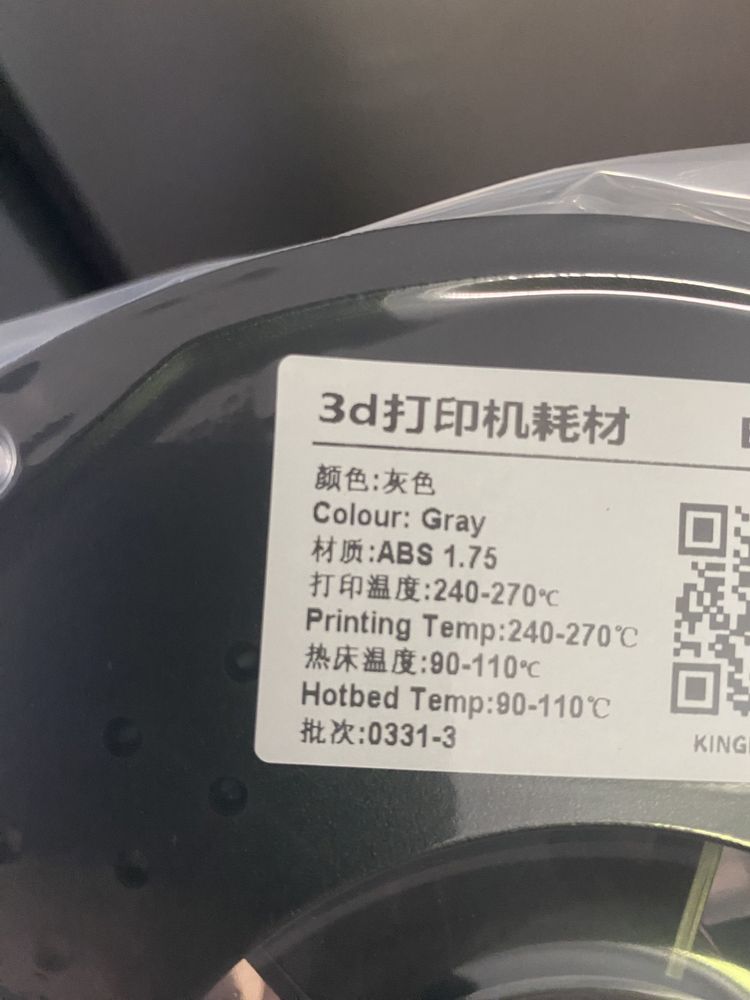 3d打印机耗材
颜色:灰色
Colour: Gray
材质:ABS 1.75
打印温度:240-270℃
Printing Temp:240-270℃
热床温度:90-110℃
Hotbed Temp:90-110℃
批次:0331-3
KING